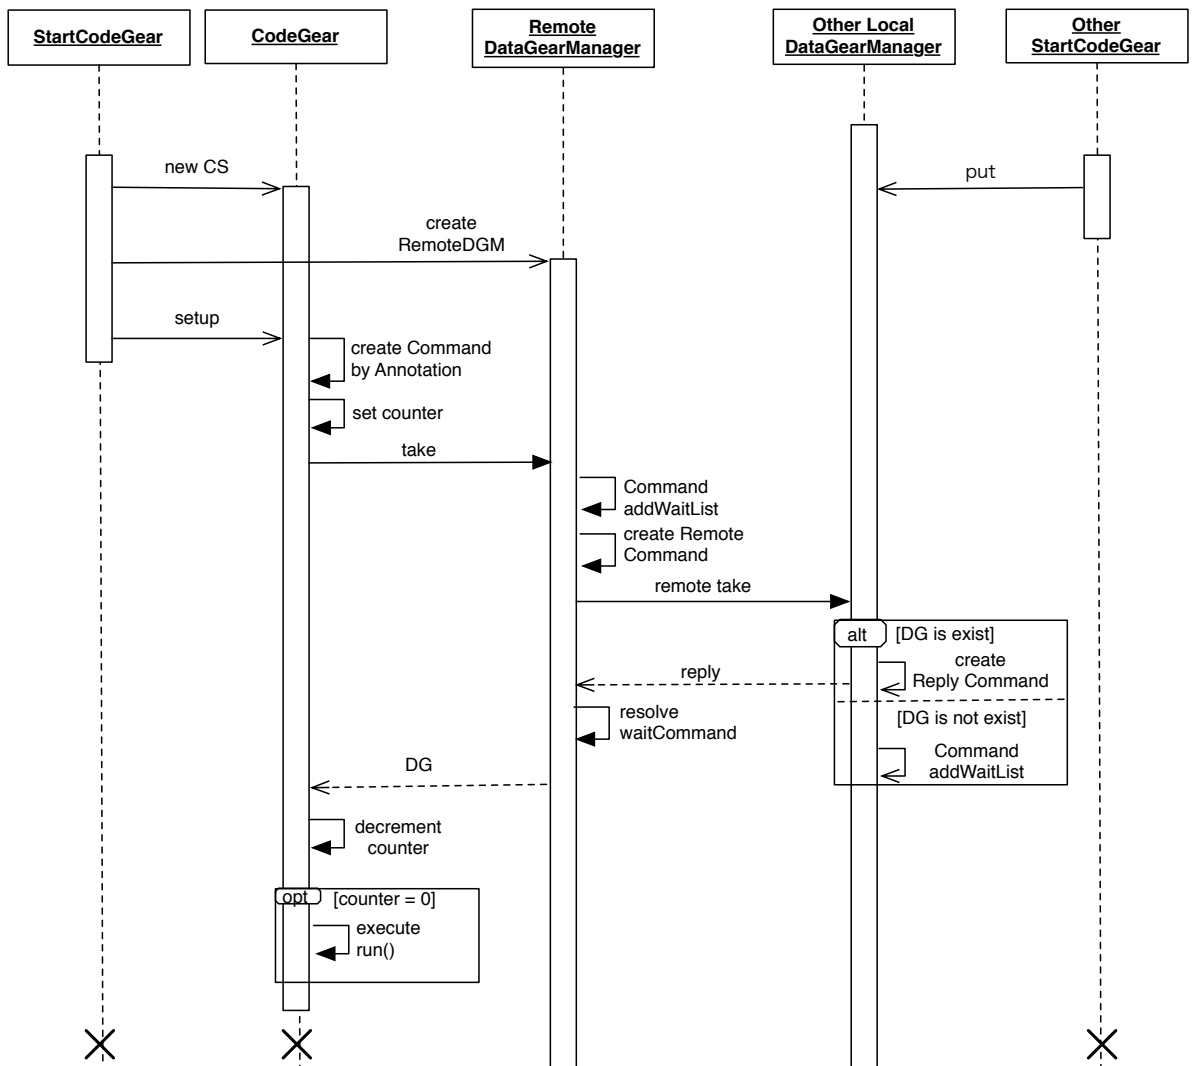 StartCodeGear
CodeGear
Remote
DataGearManager
Other Local
DataGearManager
Other
StartCodeGear
new CS
put
create
RemoteDGM
setup
create Command
by Annotation
set counter
take
Command
addWaitList
create Remote
Command
remote take
alt
[DG is exist]
create
Reply Command
reply
resolve
waitCommand
[DG is not exist]
Command
addWaitList
DG
decrement
counter
opt
[counter = 0]
execute
run()